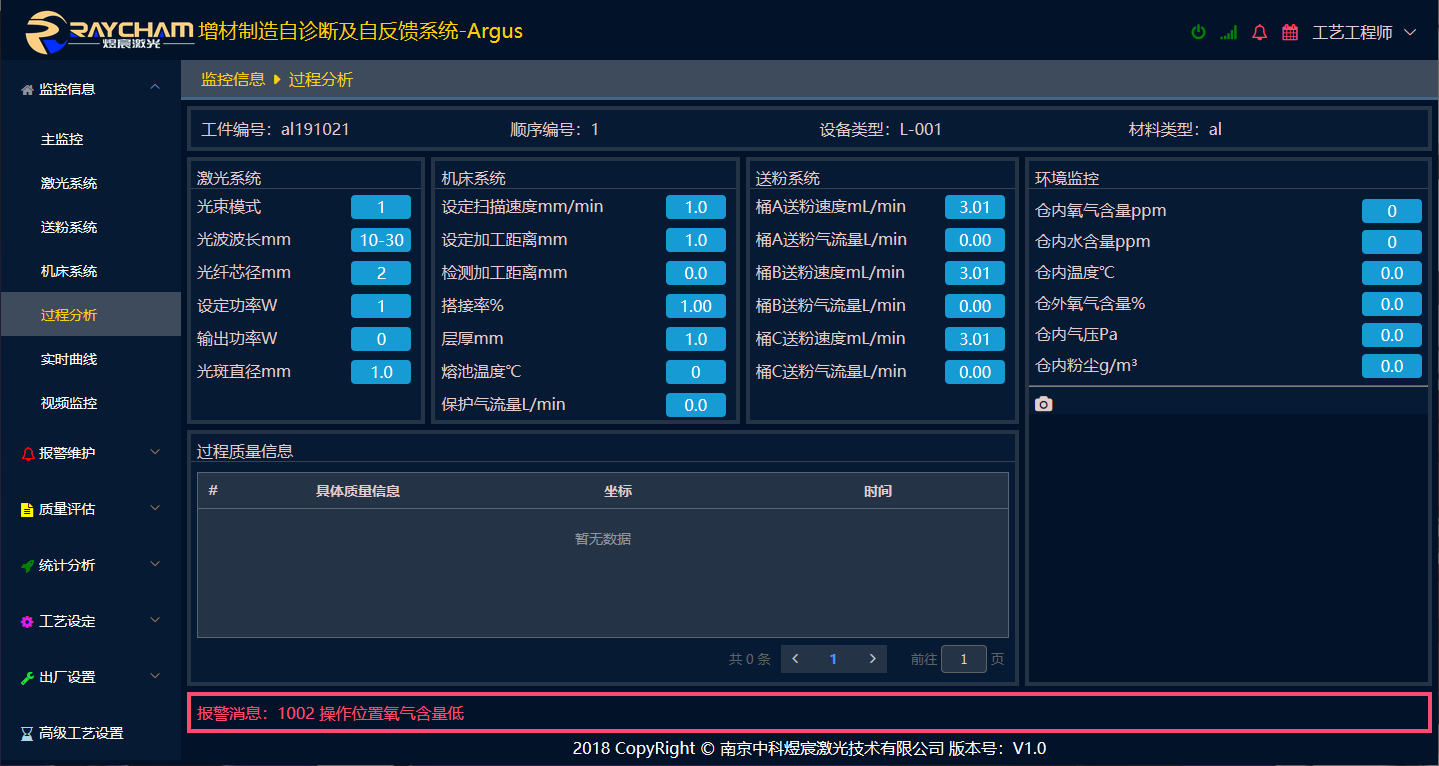 RAYCHAM 煜宸激光 增材制造自诊断及自反馈系统-Argus
工艺工程师
监控信息
主监控
激光系统
送粉系统
机床系统
过程分析
实时曲线
视频监控
报警维护
质量评估
统计分析
工艺设定
出厂设置
高级工艺设置
监控信息 过程分析
工件编号：al191021 顺序编号：1 设备类型：L-001 材料类型：al
激光系统
光束模式 1
光波波长mm 10-30
光纤芯径mm 2
设定功率W 1
输出功率W 0
光斑直径mm 1.0
机床系统
设定扫描速度mm/min 1.0
设定加工距离mm 1.0
检测加工距离mm 0.0
搭接率% 1.00
层厚mm 1.0
熔池温度℃ 0
保护气流量L/min 0.0
送粉系统
桶A送粉速度mL/min 3.01
桶A送粉气流量L/min 0.00
桶B送粉速度mL/min 3.01
桶B送粉气流量L/min 0.00
桶C送粉速度mL/min 3.01
桶C送粉气流量L/min 0.00
环境监控
仓内氧气含量ppm 0
仓内水含量ppm 0
仓内温度℃ 0.0
仓外氧气含量% 0.0
仓内气压Pa 0.0
仓内粉尘g/m³ 0.0
过程质量信息
# 具体质量信息 坐标 时间
暂无数据
共 0 条 1 前往 1 页
报警消息：1002 操作位置氧气含量低
2018 CopyRight © 南京中科煜宸激光技术有限公司 版本号：V1.0